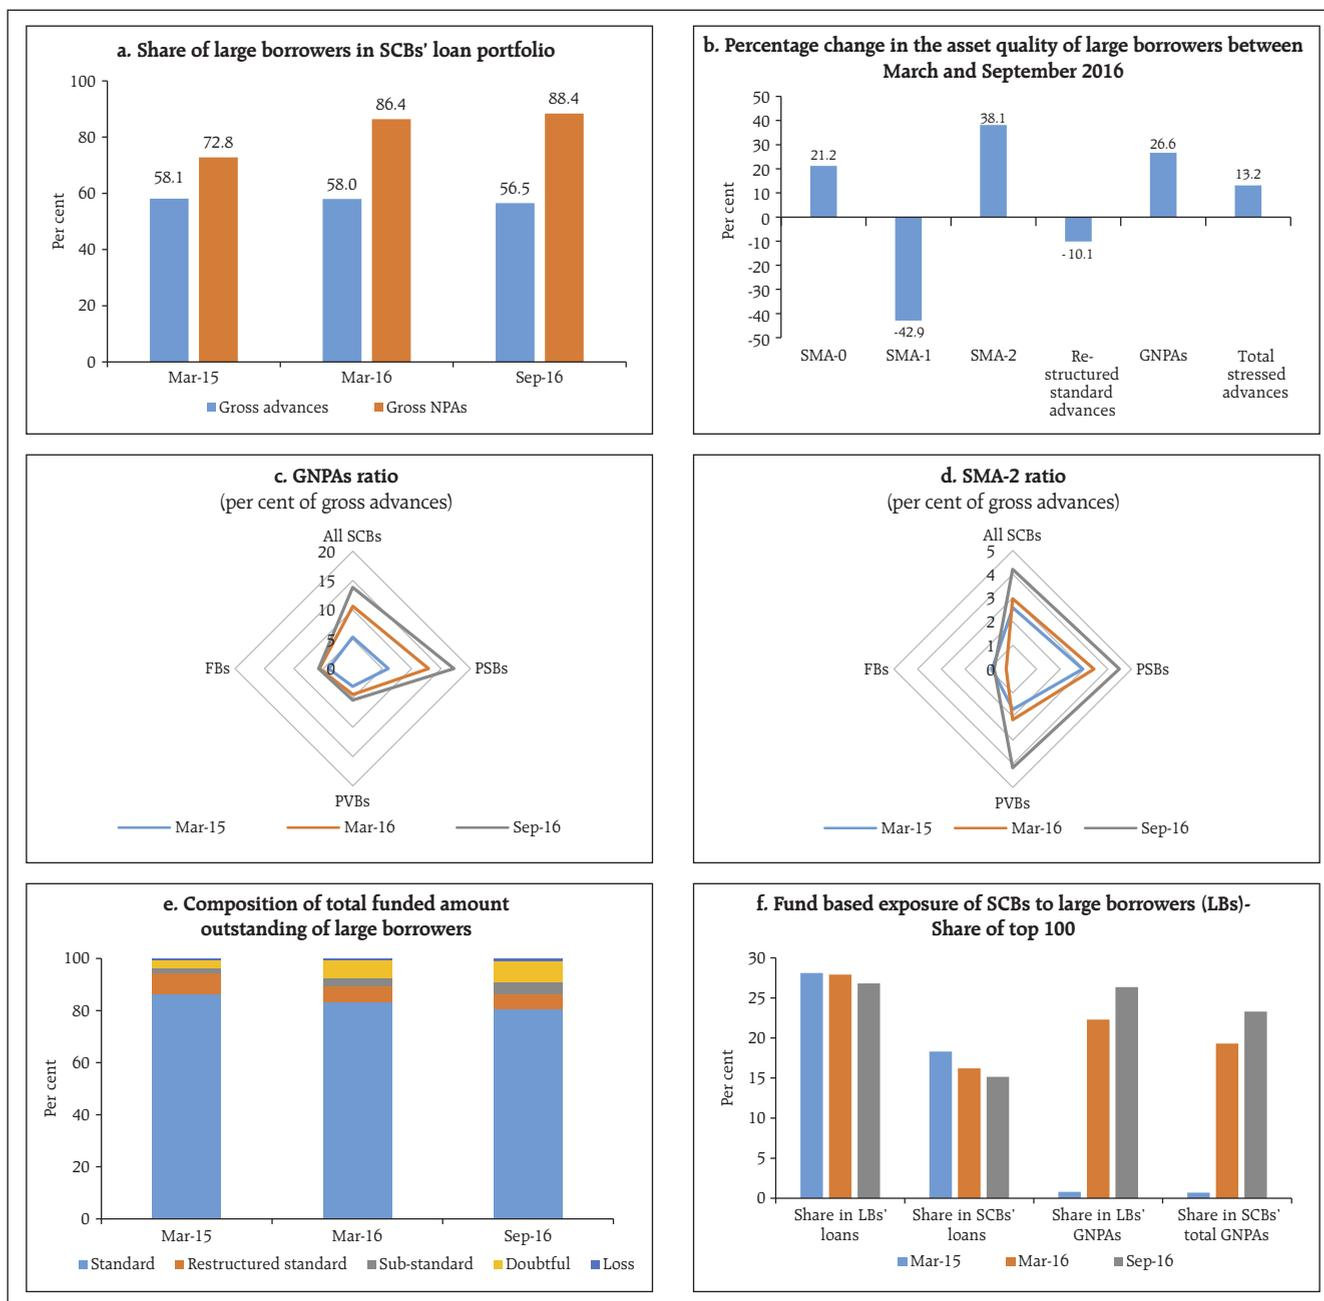 a. Share of large borrowers in SCBs' loan portfolio
100
80
60
40
20
0
Per cent
58.1
72.8
58.0
86.4
56.5
88.4
Mar-15
Mar-16
Sep-16
Gross advances
Gross NPAs
b. Percentage change in the asset quality of large borrowers between
March and September 2016
50
40
30
20
10
0
-10
-20
-30
-40
-50
Per cent
21.2
-42.9
38.1
-10.1
26.6
13.2
SMA-0
SMA-1
SMA-2
Re-
structured
standard
advances
GNPAs
Total
stressed
advances
c. GNPAs ratio
(per cent of gross advances)
All SCBs
20
15
10
5
0
FBs
PSBs
PVBs
Mar-15
Mar-16
Sep-16
d. SMA-2 ratio
(per cent of gross advances)
All SCBs
5
4
3
2
1
0
FBs
PSBs
PVBs
Mar-15
Mar-16
Sep-16
e. Composition of total funded amount
outstanding of large borrowers
100
80
60
40
20
0
Per cent
Mar-15
Mar-16
Sep-16
Standard
Restructured standard
Sub-standard
Doubtful
Loss
f. Fund based exposure of SCBs to large borrowers (LBs)-
Share of top 100
30
25
20
15
10
5
0
Per cent
Share in LBs'
loans
Share in SCBs'
loans
Share in LBs'
GNPAs
Share in SCBs'
total GNPAs
Mar-15
Mar-16
Sep-16